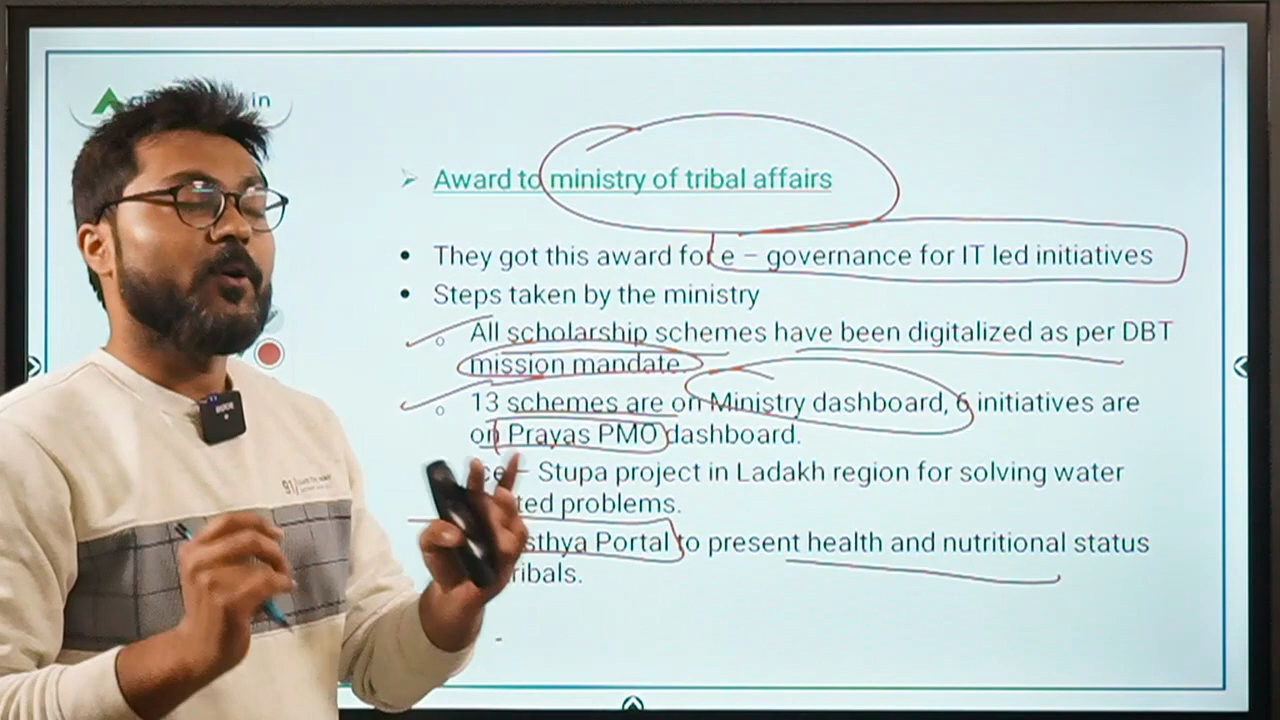 in
Award to ministry of tribal affairs
They got this award for e – governance for IT led initiatives
Steps taken by the ministry
All scholarship schemes have been digitalized as per DBT
mission mandate.
13 schemes are on Ministry dashboard, 6 initiatives are
on Prayas PMO dashboard.
– Stupa project in Ladakh region for solving water
problems.
Portal to present health and nutritional status
91